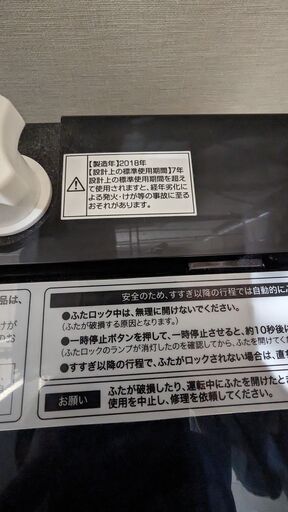 【製造年】2018年
【設計上の標準使用期間】7年
設計上の標準使用期間を超え
て使用されますと、経年劣化に
よる発火・けが等の事故に至る
おそれがあります。
品は、
安全のため、すすぎ以降の行程では自動的に
けが
●ふたロック中は、無理に開けないでください。
(ふたが破損する原因となります。)
●一時停止ボタンを押して、一時停止させると、約10秒後に
(ふたロックのランプが消灯したのを確認してから、ふたを開けてく
●すすぎ以降の行程で、ふたがロックされない場合は、直
お願い
ふたが破損したり、運転中にふたを開けたとき
使用を中止し、修理を依頼してください。